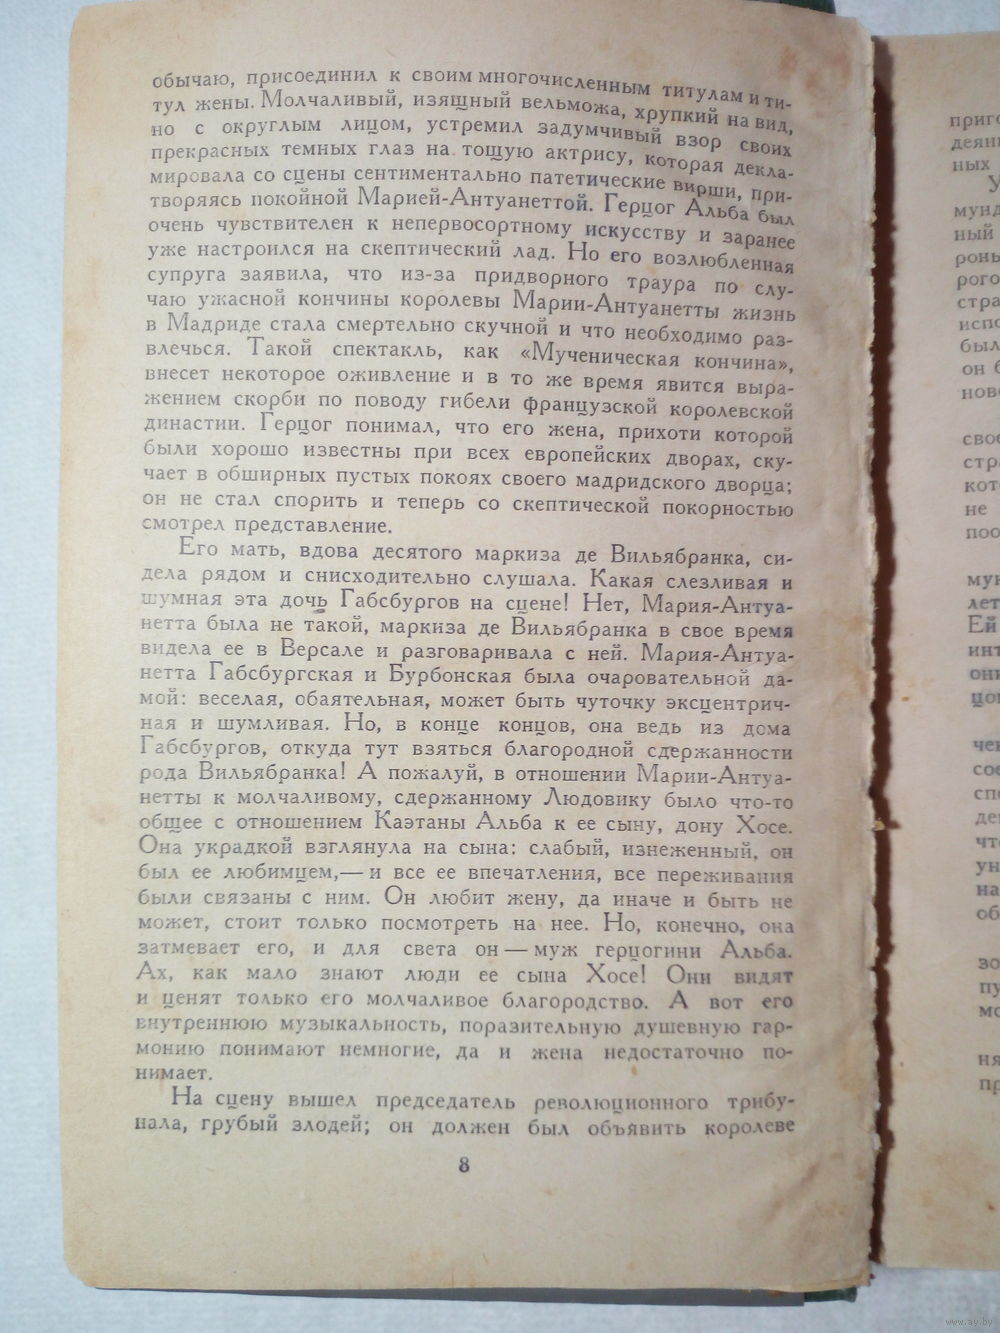 обычаю, присоединил к своим многочисленным титулам и ти-
тул жены. Молчаливый, изящный вельможа, хрупкий на вид,
но с округлым лицом, устремил задумчивый взор своих
прекрасных темных глаз на тощую актрису, которая декла-
мировала со сцены сентиментально патетические вирши, при-
творяясь покойной Марией-Антуанеттой. Герцог Альба был
очень чувствителен к непервосортному искусству и заранее
уже настроился на скептический лад. Но его возлюбленная
супруга заявила, что из-за придворного траура по слу-
чаю ужасной кончины королевы Марии-Антуанетты жизнь
в Мадриде стала смертельно скучной и что необходимо раз-
влечься. Такой спектакль, как «Мученическая кончина»,
внесет некоторое оживление и в то же время явится выра-
жением скорби по поводу гибели французской королевской
династии. Герцог понимал, что его жена, прихоти которой
были хорошо известны при всех европейских дворах, ску-
чает в обширных пустых покоях своего мадридского дворца;
он не стал спорить и теперь со скептической покорностью
смотрел представление.
Его мать, вдова десятого маркиза де Вильябранка, си-
дела рядом и снисходительно слушала. Какая слезливая и
шумная эта дочь Габсбургов на сцене! Нет, Мария-Антуа-
нетта была не такой, маркиза де Вильябранка в свое время
видела ее в Версале и разговаривала с ней. Мария-Антуа-
нетта Габсбургская и Бурбонская была очаровательной да-
мой: веселая, обаятельная, может быть чуточку эксцентрич-
ная и шумливая. Но, в конце концов, она ведь из дома
Габсбургов, откуда тут взяться благородной сдержанности
рода Вильябранка! А пожалуй, в отношении Марии-Антуа-
нетты к молчаливому, сдержанному Людовику было что-то
общее с отношением Каэтаны Альба к ее сыну, дону Хосе.
Она украдкой взглянула на сына: слабый, изнеженный, он
был ее любимцем,— и все ее впечатления, все переживания
были связаны с ним. Он любит жену, да иначе и быть не
может, стоит только посмотреть на нее. Но, конечно, она
затмевает его, и для света он — муж герцогини Альба.
Ах, как мало знают люди ее сына Хосе! Они видят
и ценят только его молчаливое благородство. А вот его
внутреннюю музыкальность, поразительную душевную гар-
монию понимают немногие, да и жена недостаточно по-
нимает.
На сцену вышел председатель революционного трибу-
нала, грубый злодей; он должен был объявить королеве
8
www.ay.by